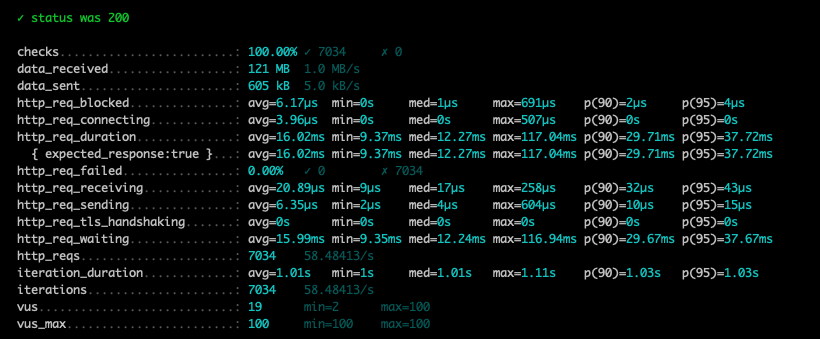 ✓ status was 200
checks.........................: 100.00% ✓ 7034 ✗ 0
data_received..................: 121 MB 1.0 MB/s
data_sent......................: 605 kB 5.0 kB/s
http_req_blocked...............: avg=6.17µs min=0s med=1µs max=691µs p(90)=2µs p(95)=4µs
http_req_connecting............: avg=3.96µs min=0s med=0s max=507µs p(90)=0s p(95)=0s
http_req_duration..............: avg=16.02ms min=9.37ms med=12.27ms max=117.04ms p(90)=29.71ms p(95)=37.72ms
{ expected_response:true }...: avg=16.02ms min=9.37ms med=12.27ms max=117.04ms p(90)=29.71ms p(95)=37.72ms
http_req_failed................: 0.00% ✓ 0 ✗ 7034
http_req_receiving.............: avg=20.89µs min=9µs med=17µs max=258µs p(90)=32µs p(95)=43µs
http_req_sending...............: avg=6.35µs min=2µs med=4µs max=604µs p(90)=10µs p(95)=15µs
http_req_tls_handshaking.......: avg=0s min=0s med=0s max=0s p(90)=0s p(95)=0s
http_req_waiting...............: avg=15.99ms min=9.35ms med=12.24ms max=116.94ms p(90)=29.67ms p(95)=37.67ms
http_reqs......................: 7034 58.48413/s
iteration_duration.............: avg=1.01s min=1s med=1.01s max=1.11s p(90)=1.03s p(95)=1.03s
iterations.....................: 7034 58.48413/s
vus............................: 19 min=2 max=100
vus_max........................: 100 min=100 max=100